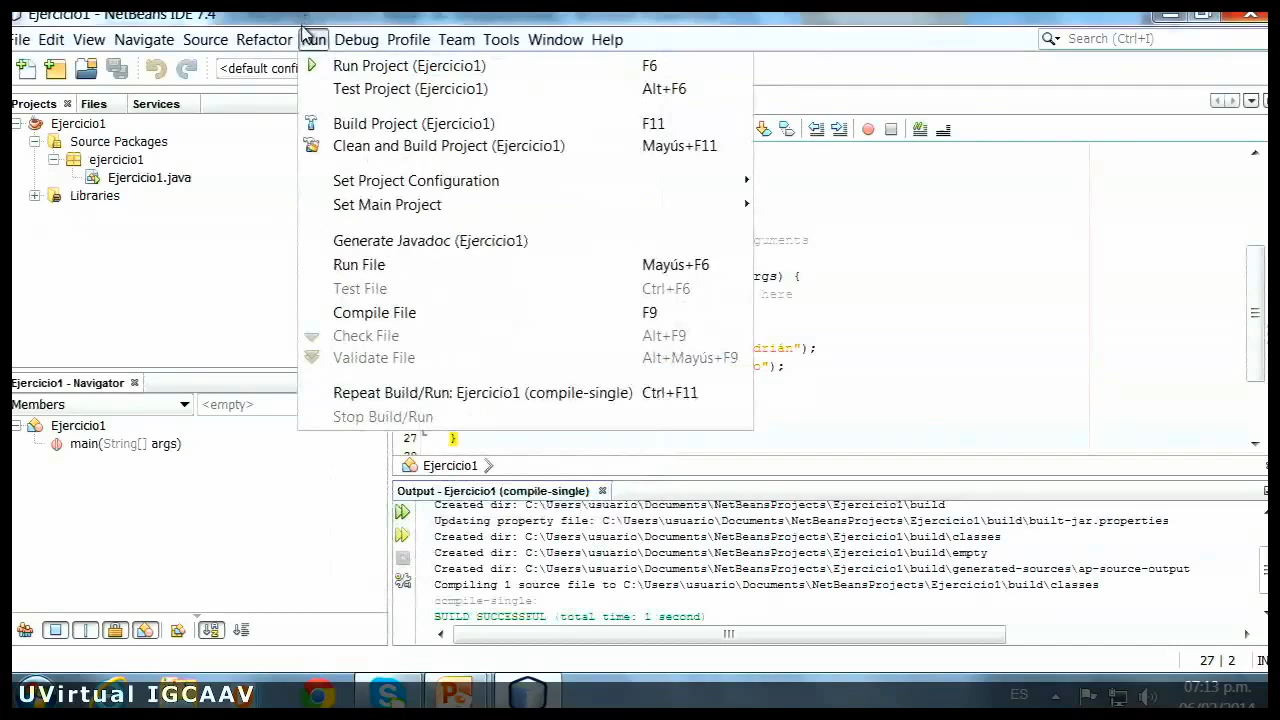 Ejercicio1 - NetBeans IDE 7.4
File Edit View Navigate Source Refactor Run Debug Profile Team Tools Window Help
Search (Ctrl+I)
<default confi
Run Project (Ejercicio1) F6
Test Project (Ejercicio1) Alt+F6
Build Project (Ejercicio1) F11
Clean and Build Project (Ejercicio1) Mayús+F11
Set Project Configuration
Set Main Project
Generate Javadoc (Ejercicio1)
Run File Mayús+F6
Test File Ctrl+F6
Compile File F9
Check File Alt+F9
Validate File Alt+Mayús+F9
Repeat Build/Run: Ejercicio1 (compile-single) Ctrl+F11
Stop Build/Run
Projects Files Services
Ejercicio1
Source Packages
ejercicio1
Ejercicio1.java
Libraries
guments
rgs) {
here
drián");
o");
27 }
Ejercicio1 - Navigator
Members <empty>
Ejercicio1
main(String[] args)
Ejercicio1
Output - Ejercicio1 (compile-single)
Created dir: C:\Users\usuario\Documents\NetBeansProjects\Ejercicio1\build
Updating property file: C:\Users\usuario\Documents\NetBeansProjects\Ejercicio1\build\built-jar.properties
Created dir: C:\Users\usuario\Documents\NetBeansProjects\Ejercicio1\build\classes
Created dir: C:\Users\usuario\Documents\NetBeansProjects\Ejercicio1\build\empty
Created dir: C:\Users\usuario\Documents\NetBeansProjects\Ejercicio1\build\generated-sources\ap-source-output
Compiling 1 source file to C:\Users\usuario\Documents\NetBeansProjects\Ejercicio1\build\classes
compile-single:
BUILD SUCCESSFUL (total time: 1 second)
27 | 2 IN
UVirtual IGCAAV
ES
07:13 p.m.
06/02/2014